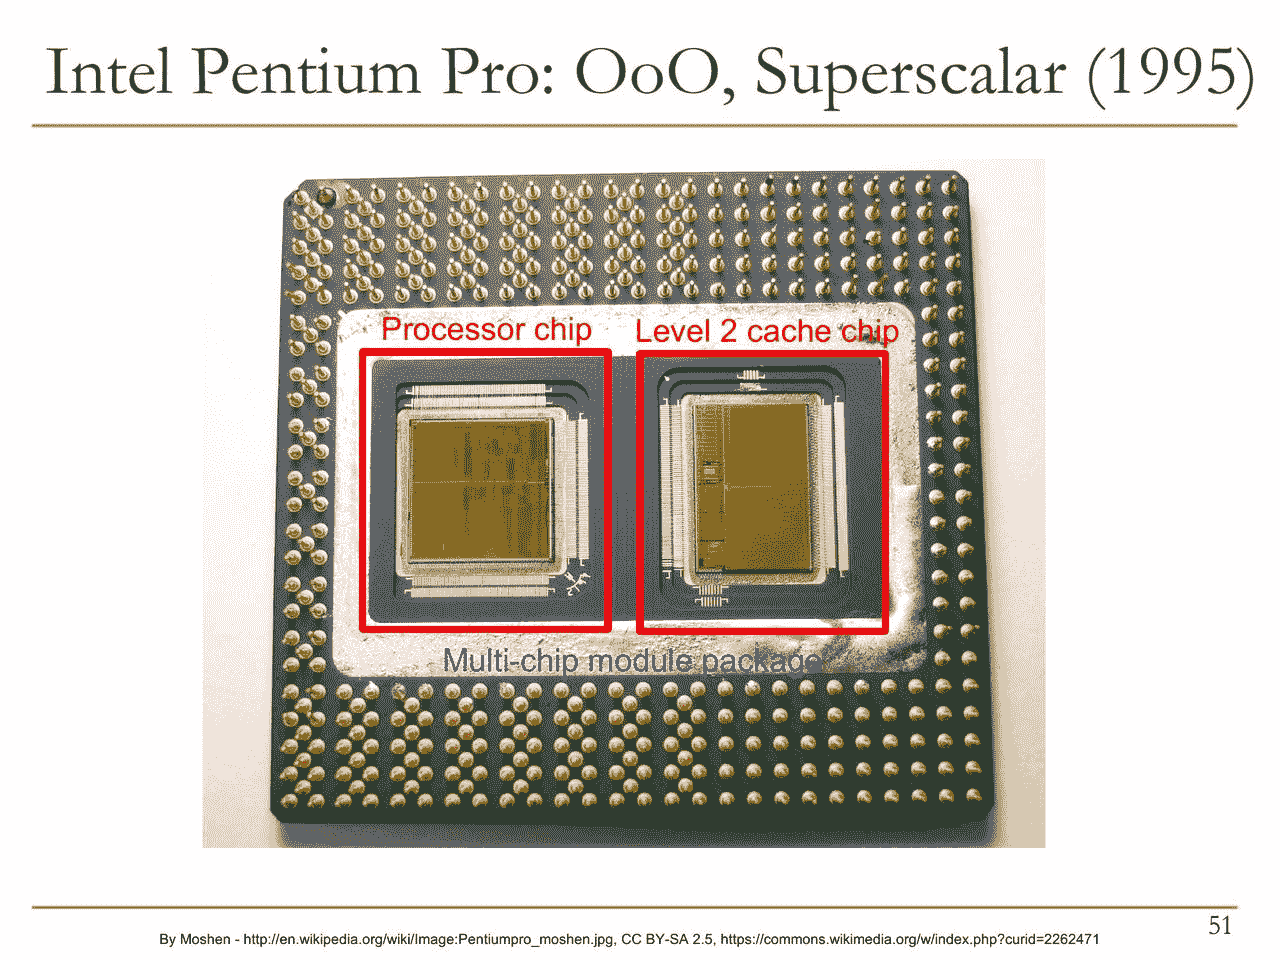 Intel Pentium Pro: OoO, Superscalar (1995)
Processor chip
Level 2 cache chip
Multi-chip module package
51
By Moshen - http://en.wikipedia.org/wiki/Image:Pentiumpro_moshen.jpg, CC BY-SA 2.5, https://commons.wikimedia.org/w/index.php?curid=2262471